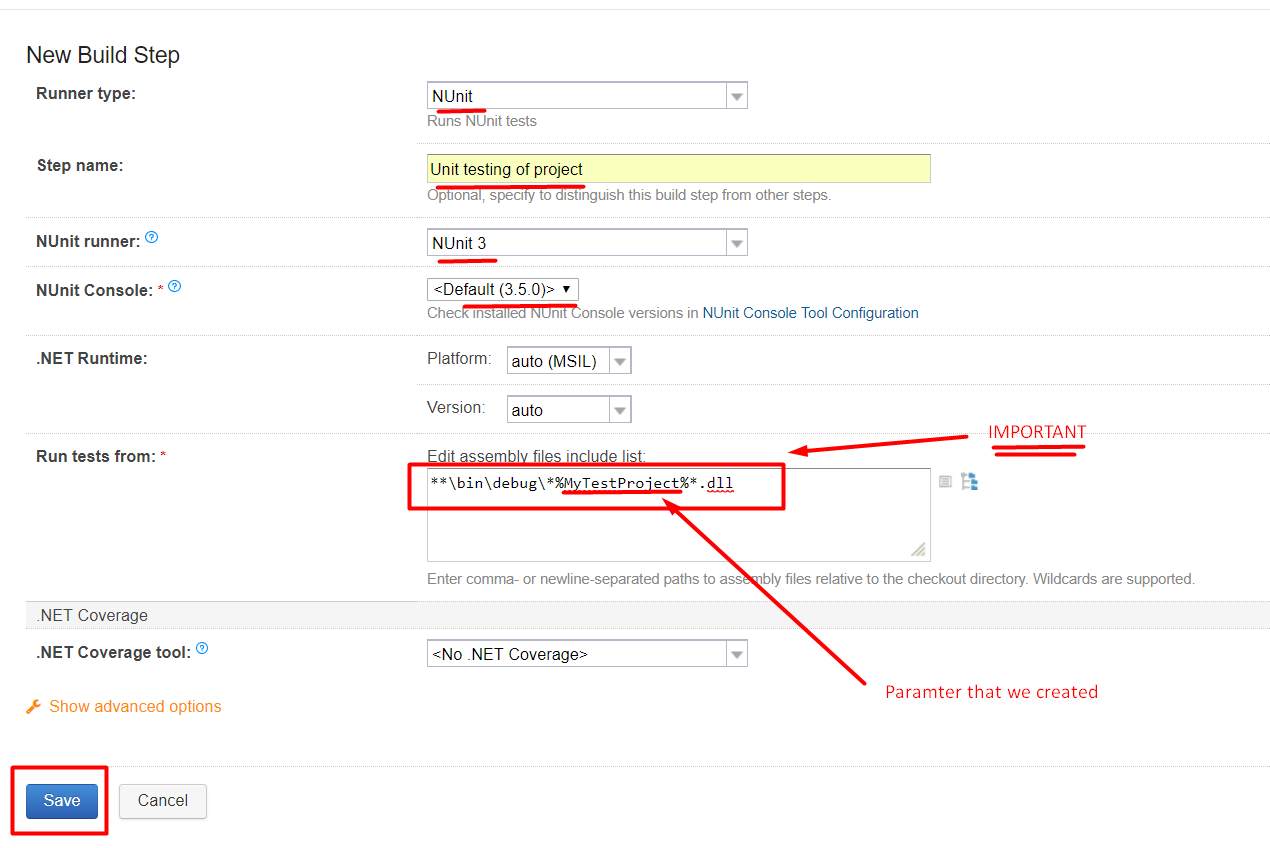 New Build Step
Runner type:
NUnit
Runs NUnit tests
Step name:
Unit testing of project
Optional, specify to distinguish this build step from other steps.
NUnit runner:
NUnit 3
NUnit Console: *
<Default (3.5.0)>
Check installed NUnit Console versions in NUnit Console Tool Configuration
.NET Runtime:
Platform: auto (MSIL)
Version: auto
IMPORTANT
Run tests from: *
Edit assembly files include list:
**\bin\debug\*%MyTestProject%*.dll
Enter comma- or newline-separated paths to assembly files relative to the checkout directory. Wildcards are supported.
.NET Coverage
.NET Coverage tool:
<No .NET Coverage>
Paramter that we created
Show advanced options
Save Cancel